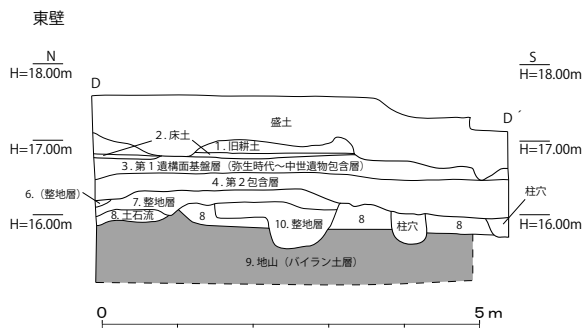 東壁
N
H=18.00m
S
H=18.00m
D
D´
盛土
2. 床土
1. 旧耕土
H=17.00m
H=17.00m
3. 第1遺構面基盤層（弥生時代～中世遺物包含層）
4. 第2包含層
6.（整地層）
7. 整地層
柱穴
8. 土石流
8
10. 整地層
8
柱穴
8
H=16.00m
H=16.00m
9. 地山（バイラン土層）
0
5 m